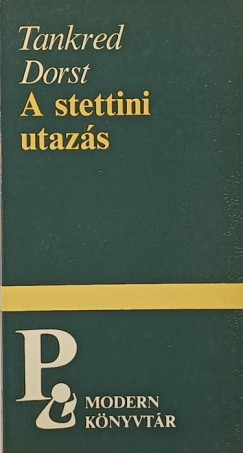 Tankred
Dorst
A stettini
utazás
P
MODERN
KÖNYVTÁR